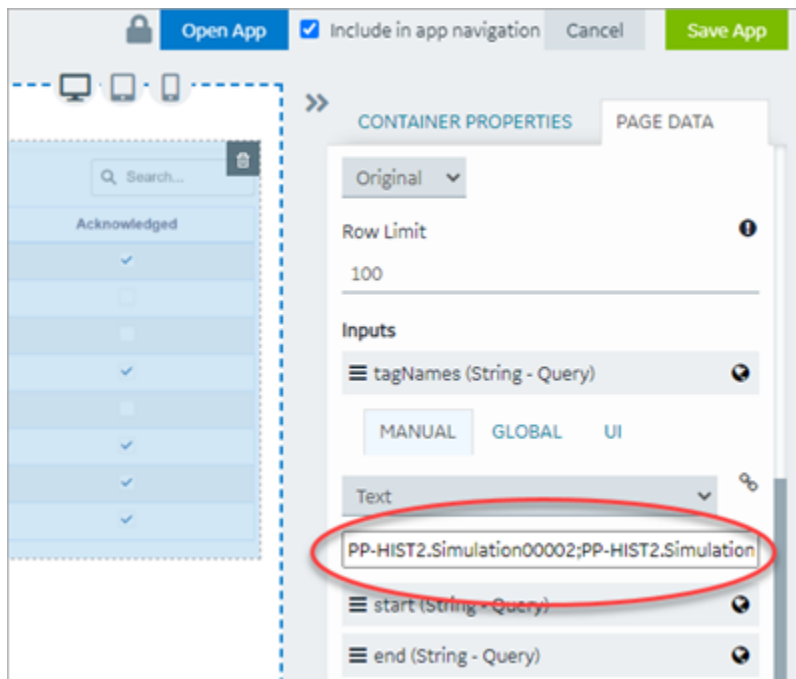 Open App
Include in app navigation
Cancel
Save App
CONTAINER PROPERTIES
PAGE DATA
Search...
Original
Acknowledged
Row Limit
100
Inputs
tagNames (String - Query)
MANUAL
GLOBAL
UI
Text
PP-HIST2.Simulation00002;PP-HIST2.Simulation
start (String - Query)
end (String - Query)